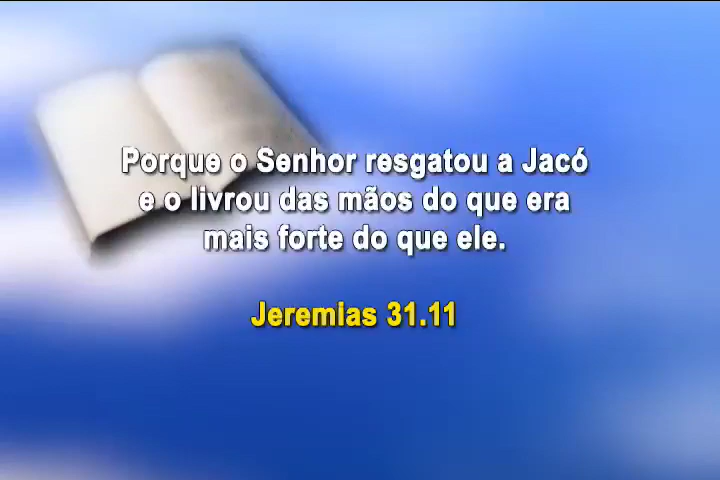 Porque o Senhor resgatou a Jacó
e o livrou das mãos do que era
mais forte do que ele.
Jeremias 31.11